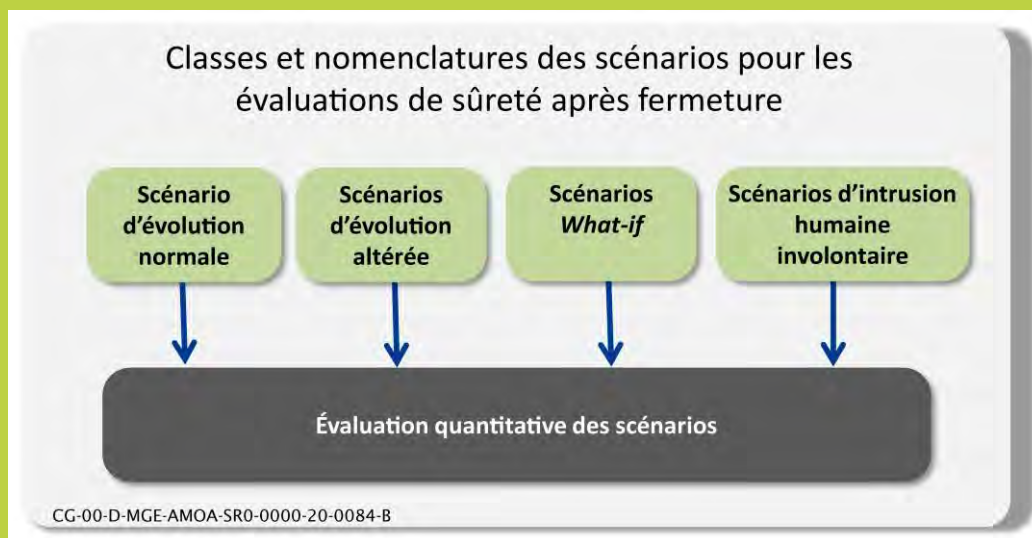 Classes et nomenclatures des scénarios pour les
évaluations de sûreté après fermeture
Scénario
d'évolution
normale
Scénarios
d'évolution
altérée
Scénarios
What-if
Scénarios d'intrusion
humaine
involontaire
Évaluation quantitative des scénarios
CG-00-D-MGE-AMOA-SR0-0000-20-0084-B